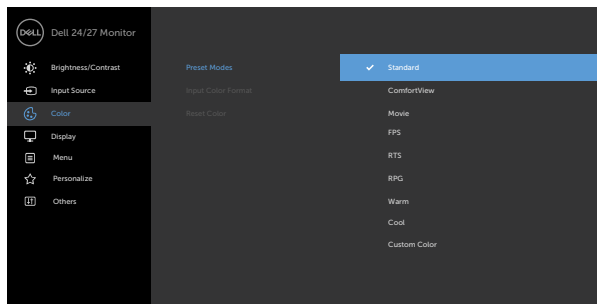 DELL Dell 24/27 Monitor
Brightness/Contrast
Input Source
Color
Display
Menu
Personalize
Others
Preset Modes
Input Color Format
Reset Color
Standard
ComfortView
Movie
FPS
RTS
RPG
Warm
Cool
Custom Color